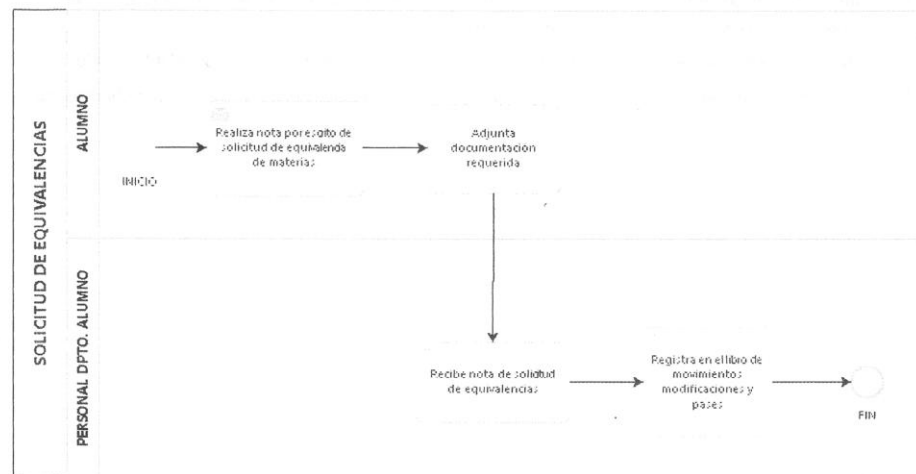 SOLICITUD DE EQUIVALENCIAS
ALUMNO
INICIO
Realiza nota por escrito de
solicitud de equivalencia
de materias
Adjunta
documentación
requerida
PERSONAL DPTO. ALUMNO
Recibe nota de solicitud
de equivalencias
Registra en el libro de
movimientos
modificaciones y
pases
FIN